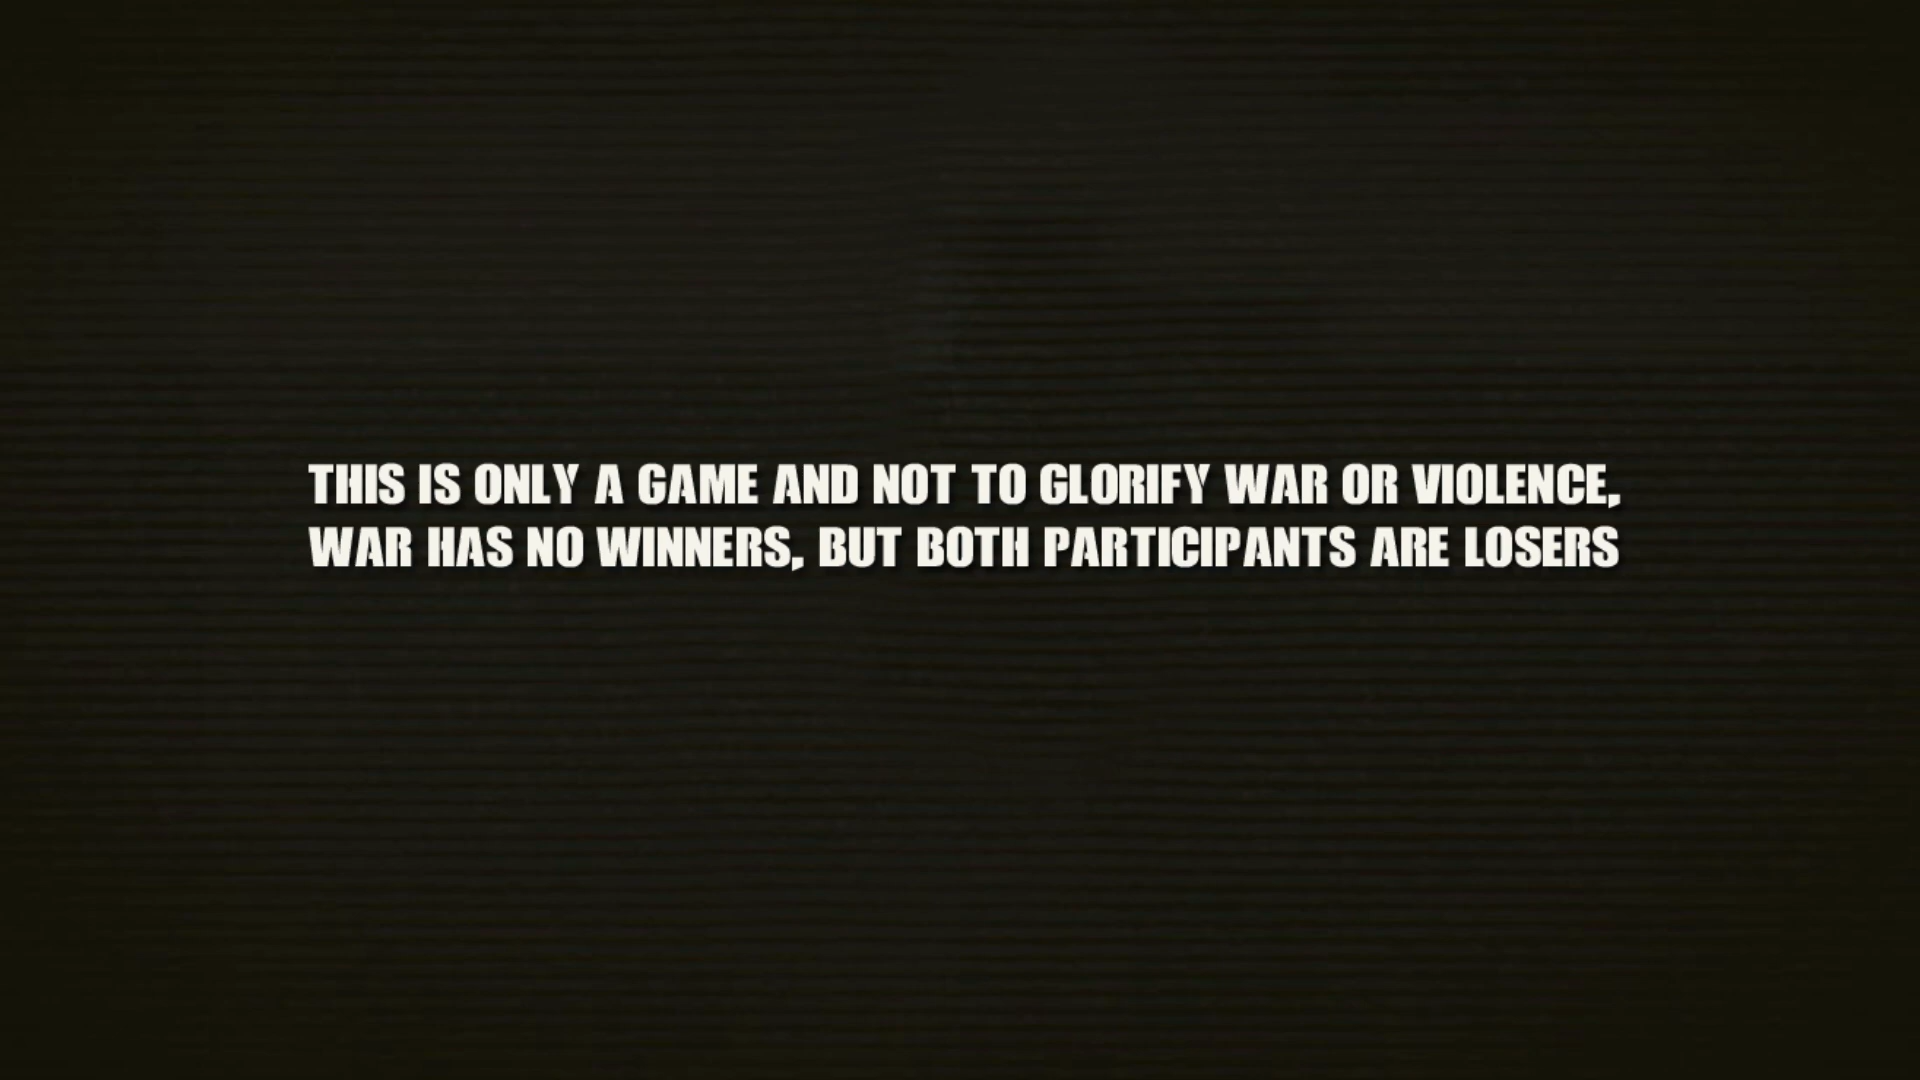 THIS IS ONLY A GAME AND NOT TO GLORIFY WAR OR VIOLENCE,
WAR HAS NO WINNERS, BUT BOTH PARTICIPANTS ARE LOSERS